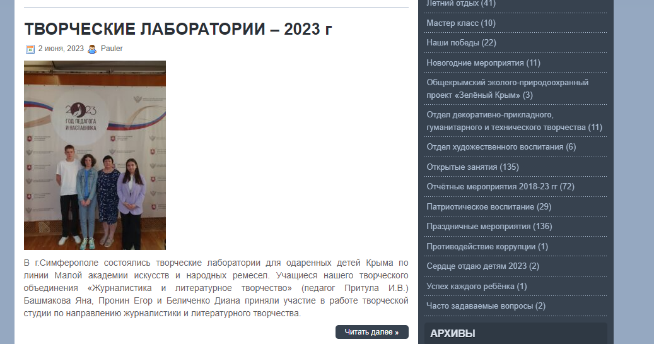 ТВОРЧЕСКИЕ ЛАБОРАТОРИИ – 2023 г
2 июня, 2023 Pauler
2023
ГОД ПЕДАГОГА
И НАСТАВНИКА
В г.Симферополе состоялись творческие лаборатории для одаренных детей Крыма по
линии Малой академии искусств и народных ремесел. Учащиеся нашего творческого
объединения «Журналистика и литературное творчество» (педагог Притула И.В.)
Башмакова Яна, Пронин Егор и Беличенко Диана приняли участие в работе творческой
студии по направлению журналистики и литературного творчества.
Читать далее »
Летний отдых (41)
Мастер класс (10)
Наши победы (22)
Новогодние мероприятия (11)
Общекрымский эколого-природоохранный
проект «Зелёный Крым» (3)
Отдел декоративно-прикладного,
гуманитарного и технического творчества (11)
Отдел художественного воспитания (6)
Открытые занятия (135)
Отчётные мероприятия 2018-23 гг (72)
Патриотическое воспитание (29)
Праздничные мероприятия (136)
Противодействие коррупции (1)
Сердце отдаю детям 2023 (2)
Успех каждого ребёнка (1)
Часто задаваемые вопросы (2)
АРХИВЫ